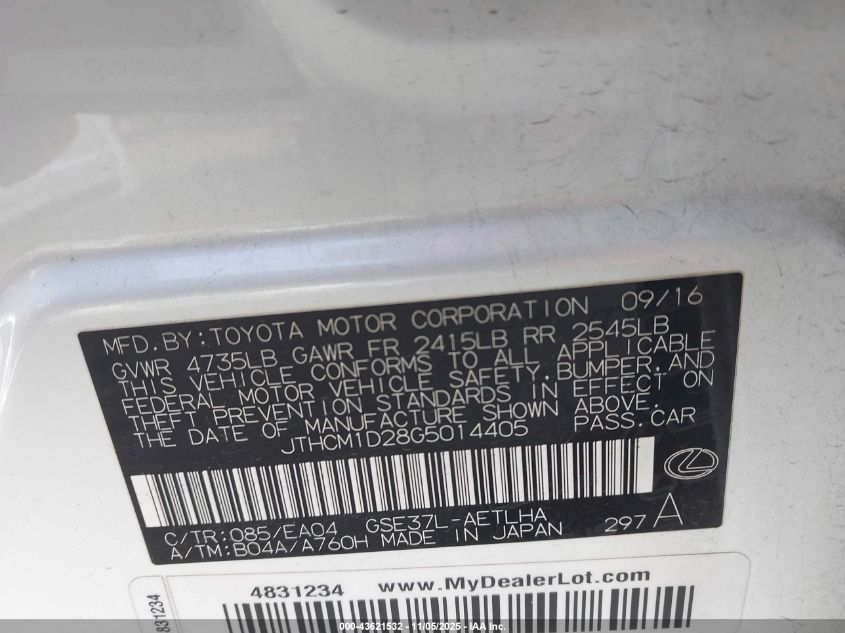 MFD. BY: TOYOTA MOTOR CORPORATION 09/16
GVWR 4735LB GAWR FR 2415LB RR 2545LB
THIS VEHICLE CONFORMS TO ALL APPLICABLE
FEDERAL MOTOR VEHICLE SAFETY, BUMPER, AND
THEFT PREVENTION STANDARDS IN EFFECT ON
THE DATE OF MANUFACTURE SHOWN ABOVE.
JTHCM1D28G5014405 PASS. CAR
C/TR: 085/EA04 GSE37L-AETLHA
A/TM: B04A/A760H MADE IN JAPAN 297 A
4831234 www.MyDealerLot.com
4831234
000-43621532 - 11/05/2025 - IAA Inc.